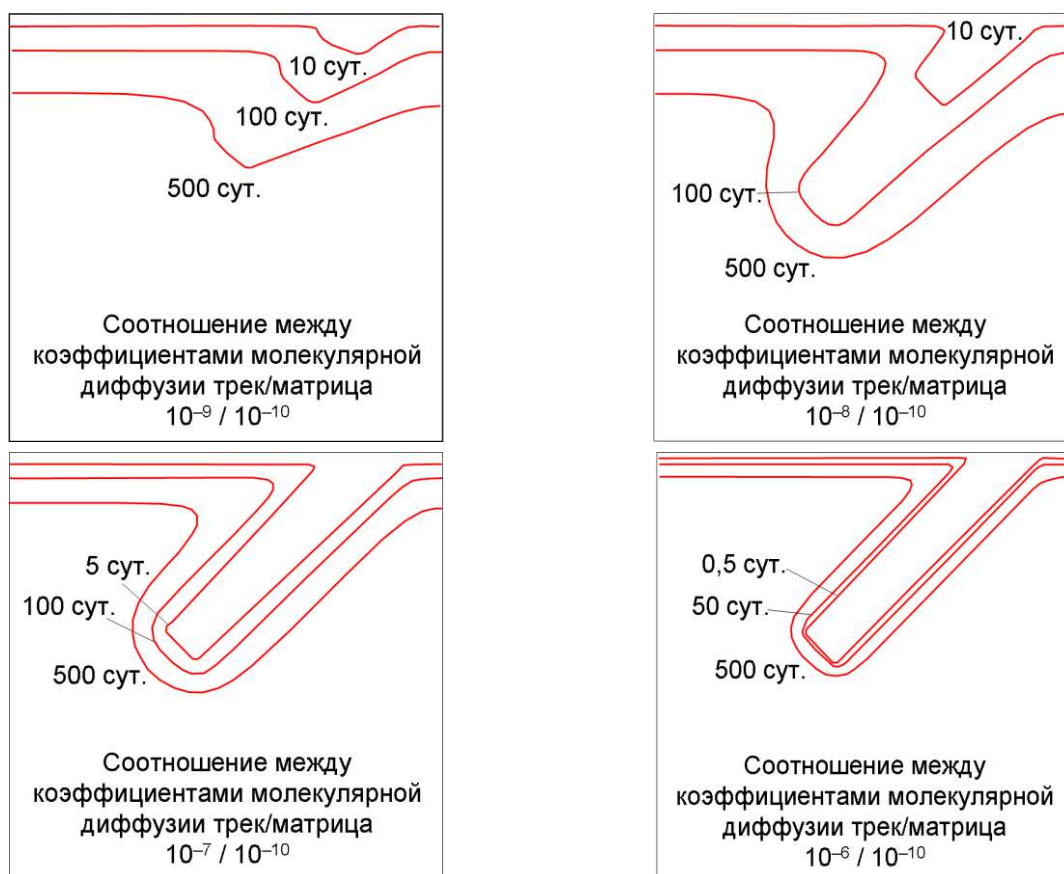 10 сут.
100 сут.
500 сут.
Соотношение между
коэффициентами молекулярной
диффузии трек/матрица
10⁻⁹ / 10⁻¹⁰
10 сут.
100 сут.
500 сут.
Соотношение между
коэффициентами молекулярной
диффузии трек/матрица
10⁻⁸ / 10⁻¹⁰
5 сут.
100 сут.
500 сут.
Соотношение между
коэффициентами молекулярной
диффузии трек/матрица
10⁻⁷ / 10⁻¹⁰
0,5 сут.
50 сут.
500 сут.
Соотношение между
коэффициентами молекулярной
диффузии трек/матрица
10⁻⁶ / 10⁻¹⁰